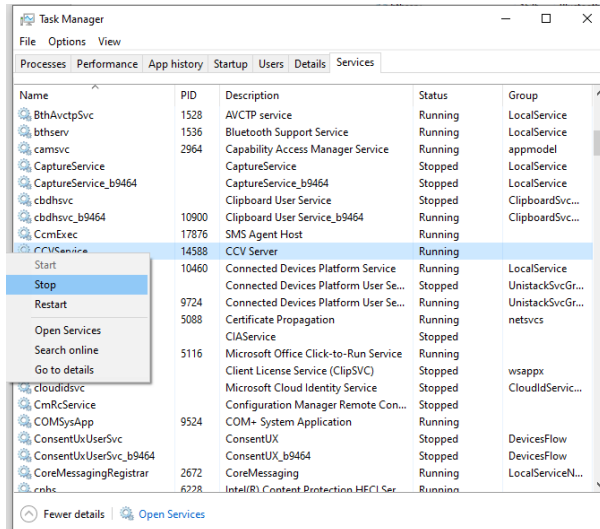 Task Manager
File Options View
Processes Performance App history Startup Users Details Services
Name PID Description Status Group
BthAvctpSvc 1528 AVCTP service Running LocalService
bthserv 1536 Bluetooth Support Service Running LocalService
camsvc 2964 Capability Access Manager Service Running appmodel
CaptureService CaptureService Stopped LocalService
CaptureService_b9464 CaptureService_b9464 Stopped LocalService
cbdhsvc Clipboard User Service Stopped ClipboardSvc...
cbdhsvc_b9464 10900 Clipboard User Service_b9464 Running ClipboardSvc...
CcmExec 17876 SMS Agent Host Running
CCVService 14588 CCV Server Running
Start 10460 Connected Devices Platform Service Running LocalService
Stop Connected Devices Platform User Se... Stopped UnistackSvcGr...
Restart 9724 Connected Devices Platform User Se... Running UnistackSvcGr...
5088 Certificate Propagation Running netsvcs
Open Services CIAService Stopped
Search online 5116 Microsoft Office Click-to-Run Service Running
Go to details Client License Service (ClipSVC) Stopped wsappx
cloudidsvc Microsoft Cloud Identity Service Stopped CloudIdServic...
CmRcService Configuration Manager Remote Con... Stopped
COMSysApp 9524 COM+ System Application Running
ConsentUxUserSvc ConsentUX Stopped DevicesFlow
ConsentUxUserSvc_b9464 ConsentUX_b9464 Stopped DevicesFlow
CoreMessagingRegistrar 2672 CoreMessaging Running LocalServiceN...
cphs 6228 Intel(R) Content Protection HECI Ser... Running
Fewer details Open Services